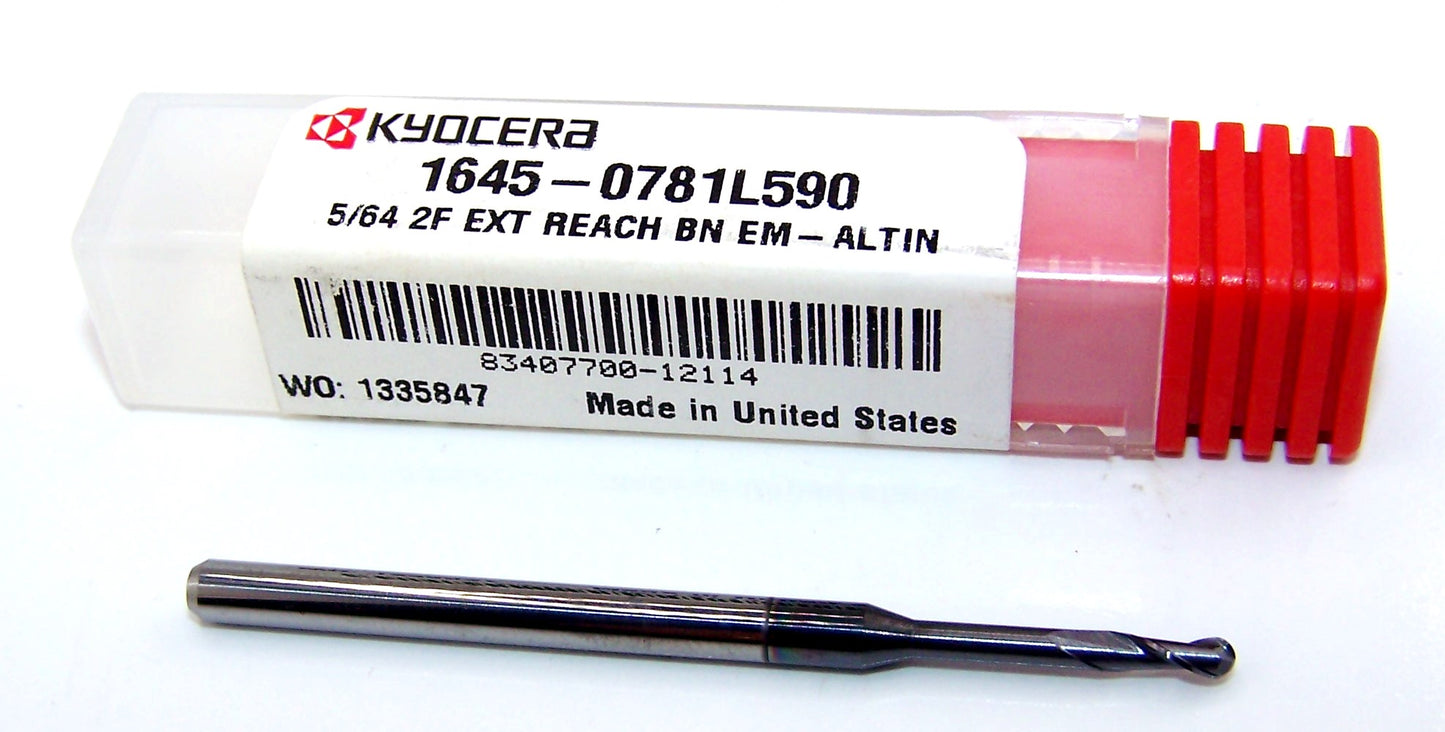 KYOCERA
1645-0781L590
5/64 2F EXT REACH BN EM-ALTIN
83407700-12114
WO: 1335847 Made in United States